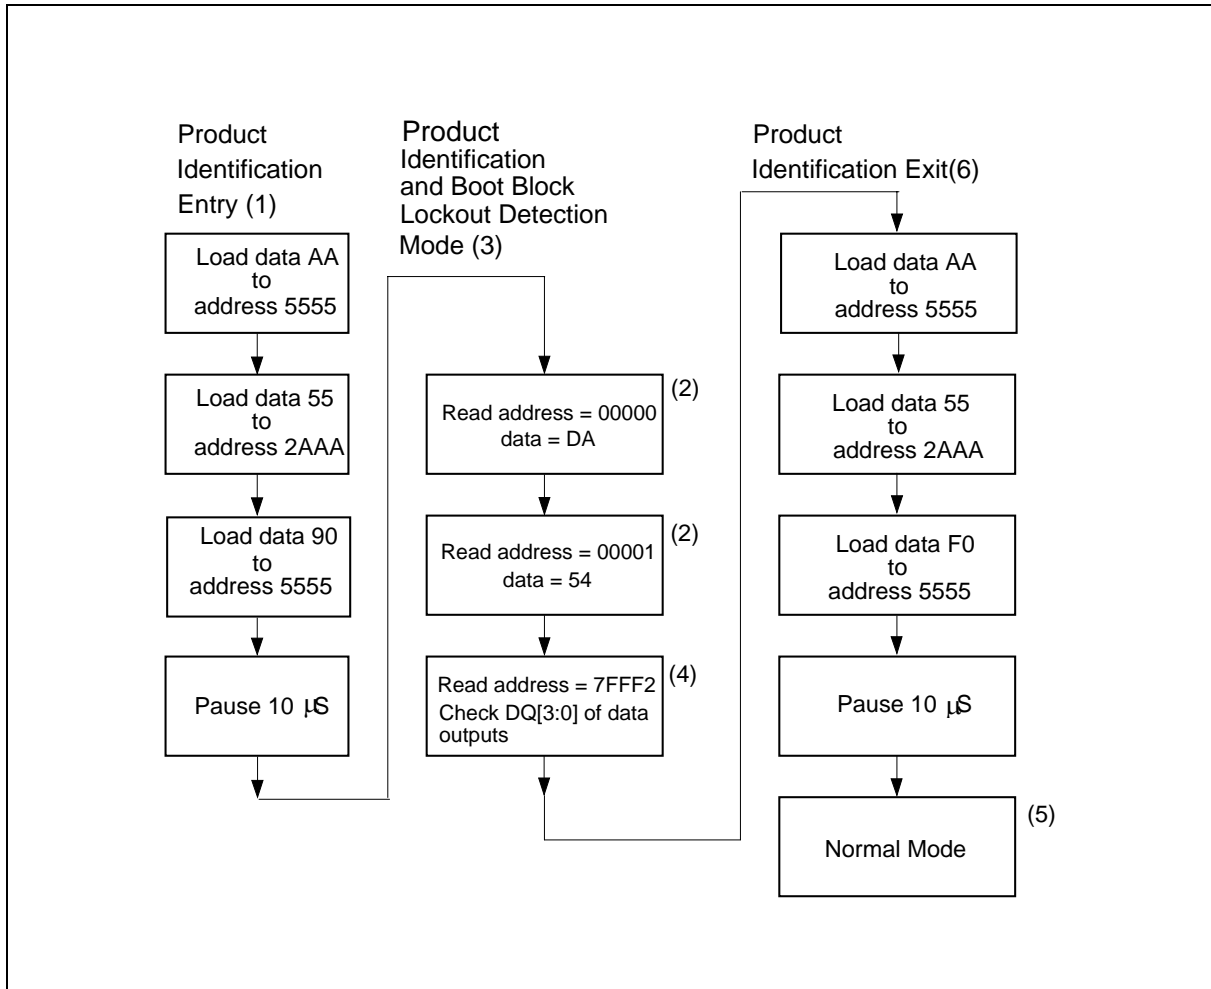 Product
Identification
Entry (1)
Load data AA
to
address 5555
Load data 55
to
address 2AAA
Load data 90
to
address 5555
Pause 10 µS
Product
Identification
and Boot Block
Lockout Detection
Mode (3)
Read address = 00000
data = DA
(2)
Read address = 00001
data = 54
(2)
Read address = 7FFF2
Check DQ[3:0] of data
outputs
(4)
Product
Identification Exit(6)
Load data AA
to
address 5555
Load data 55
to
address 2AAA
Load data F0
to
address 5555
Pause 10 µS
Normal Mode
(5)